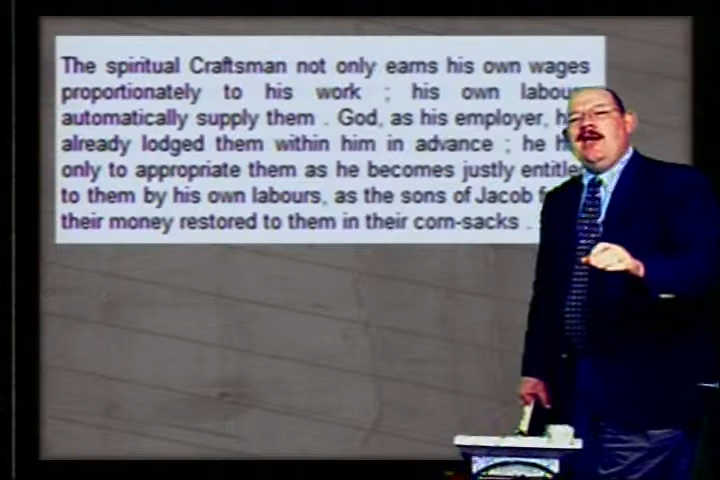 The spiritual Craftsman not only earns his own wages
proportionately to his work ; his own labour
automatically supply them . God, as his employer,
already lodged them within him in advance ; he
only to appropriate them as he becomes justly
to them by his own labours, as the sons of Jacob
their money restored to them in their corn-sacks .